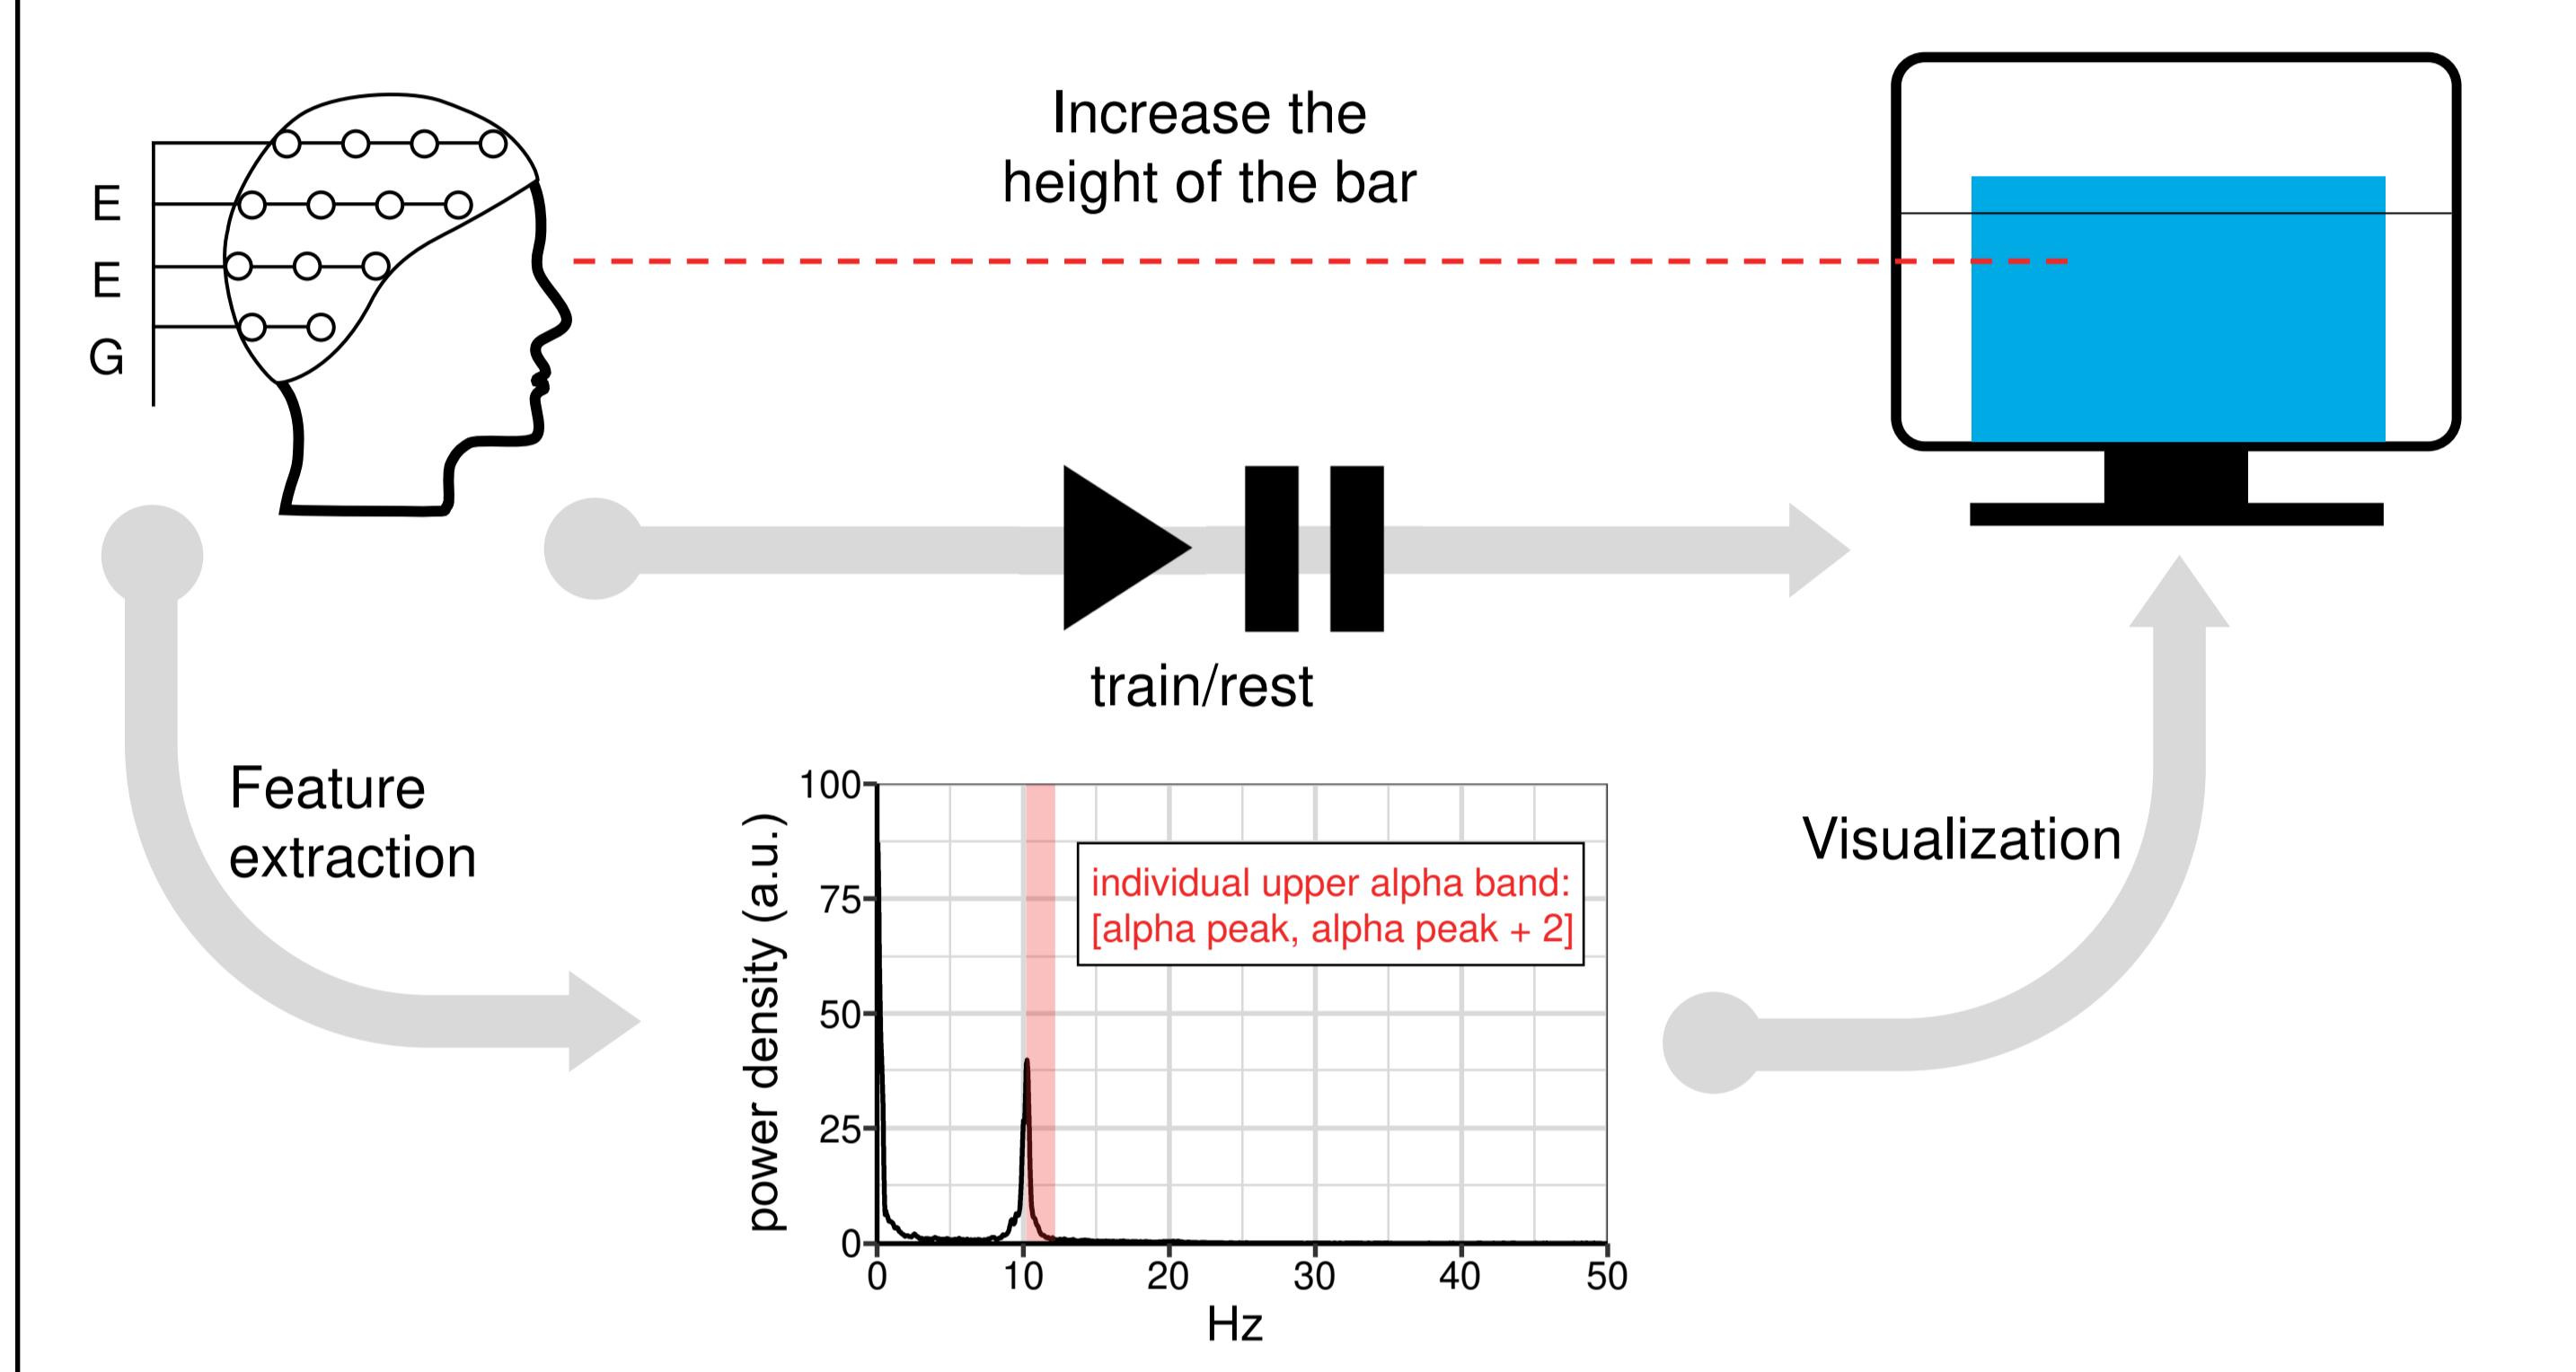 Increase the
height of the bar
E
E
G
train/rest
Feature
extraction
Visualization
power density (a.u.)
100
75
50
25
0
individual upper alpha band:
[alpha peak, alpha peak + 2]
0 10 20 30 40 50
Hz